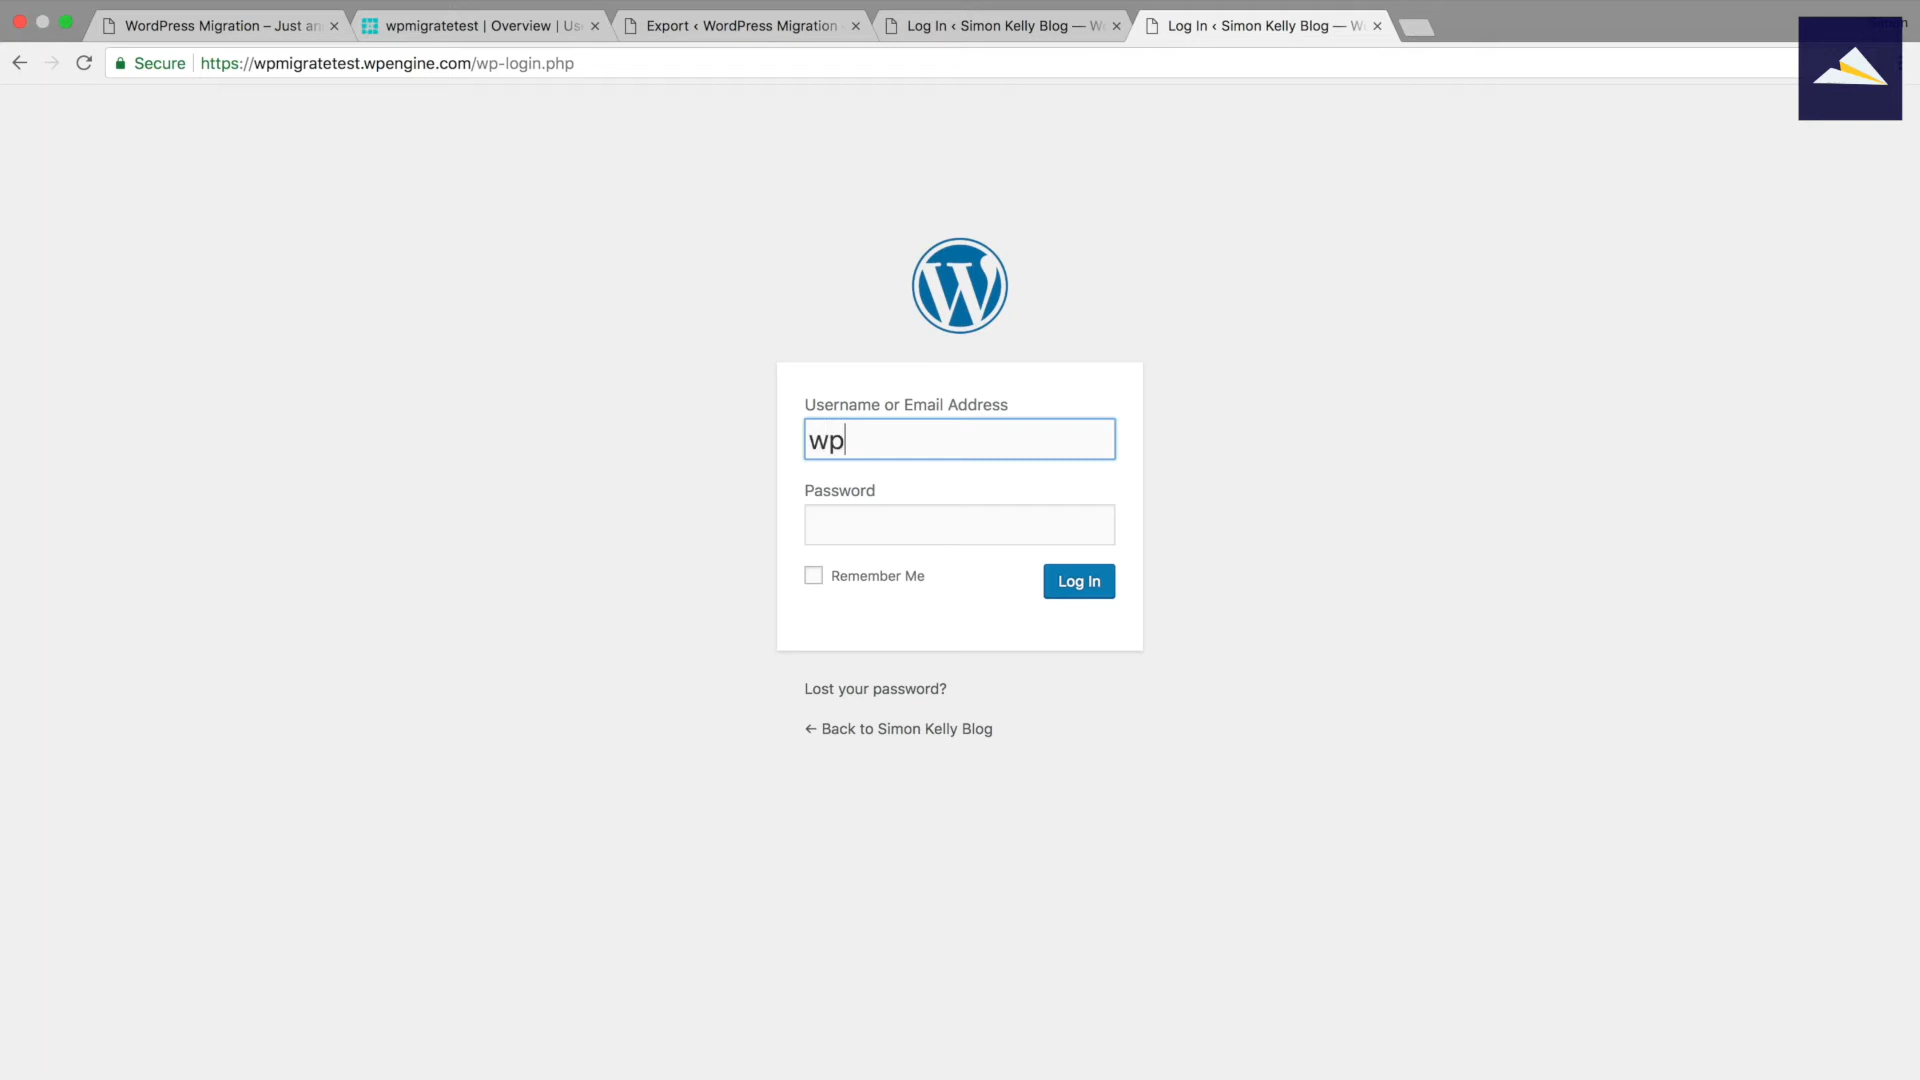 WordPress Migration – Just an
wpmigratetest | Overview | Us
Export ‹ WordPress Migration
Log In ‹ Simon Kelly Blog — W
Log In ‹ Simon Kelly Blog — W
Secure
https://wpmigratetest.wpengine.com/wp-login.php
Username or Email Address
wp
Password
Remember Me
Log In
Lost your password?
← Back to Simon Kelly Blog